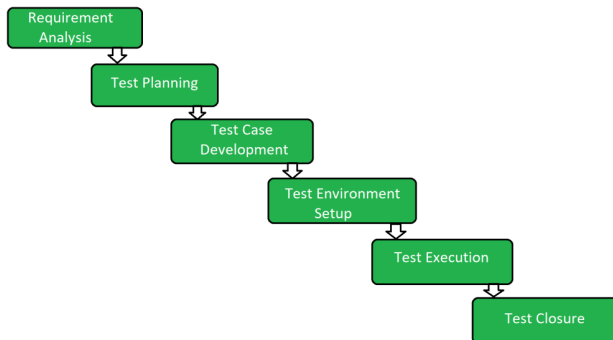 Requirement
Analysis
Test Planning
Test Case
Development
Test Environment
Setup
Test Execution
Test Closure